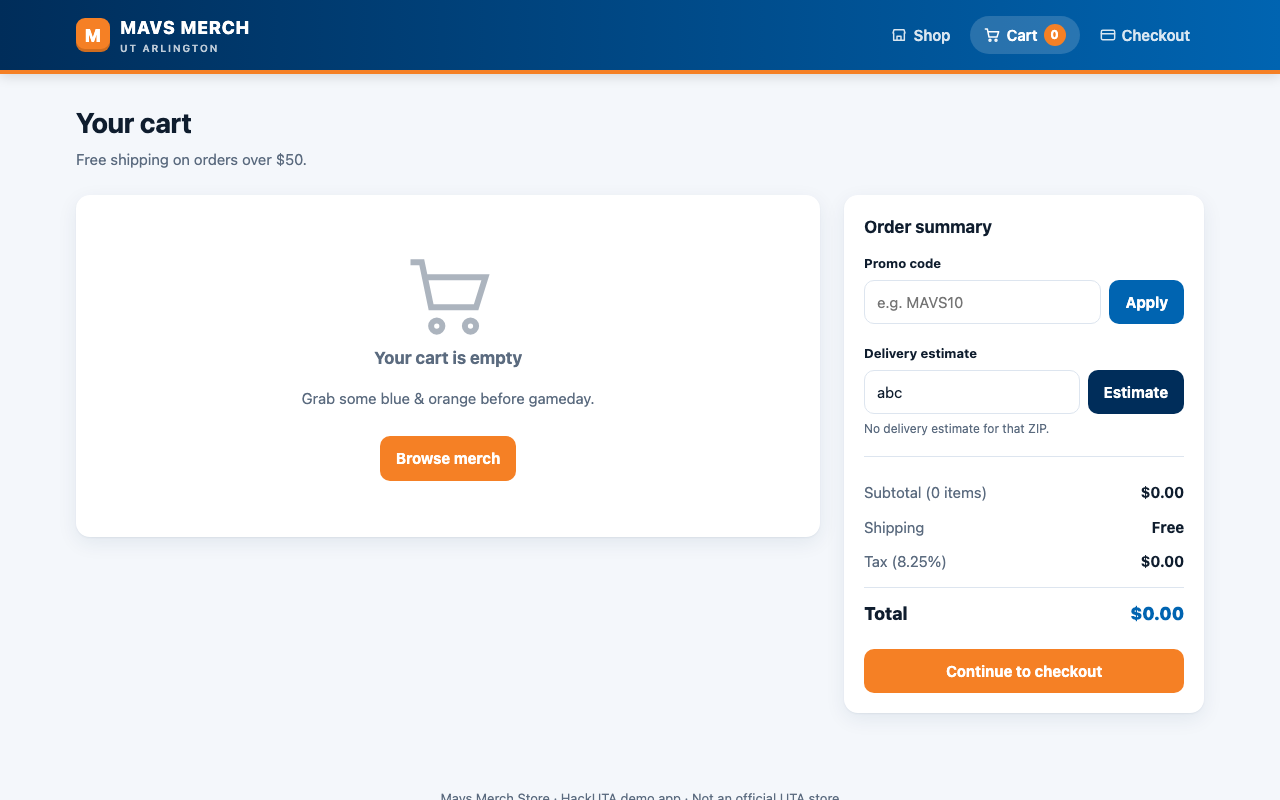 M
MAVS MERCH
UT ARLINGTON
Shop
Cart 0
Checkout
Your cart
Free shipping on orders over $50.
Your cart is empty
Grab some blue & orange before gameday.
Browse merch
Order summary
Promo code
e.g. MAVS10
Apply
Delivery estimate
abc
Estimate
No delivery estimate for that ZIP.
Subtotal (0 items) $0.00
Shipping Free
Tax (8.25%) $0.00
Total $0.00
Continue to checkout
Mavs Merch Store · HackUTA demo app · Not an official UTA store